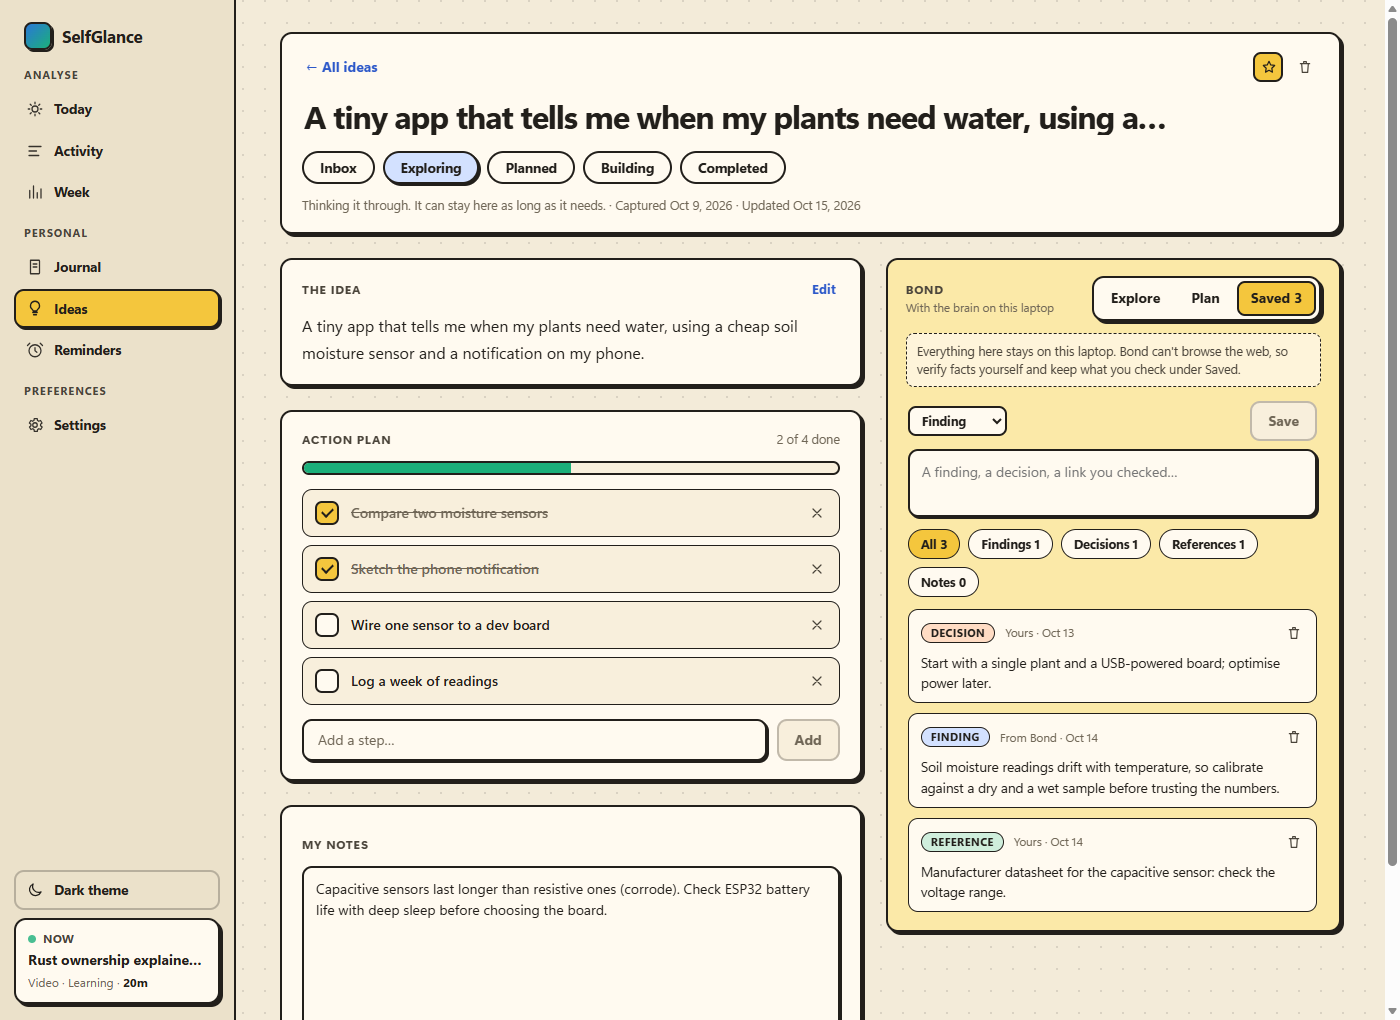 SelfGlance
ANALYSE
Today
Activity
Week
PERSONAL
Journal
Ideas
Reminders
PREFERENCES
Settings
Dark theme
NOW
Rust ownership explaine...
Video · Learning · 20m
← All ideas
A tiny app that tells me when my plants need water, using a...
Inbox
Exploring
Planned
Building
Completed
Thinking it through. It can stay here as long as it needs. · Captured Oct 9, 2026 · Updated Oct 15, 2026
THE IDEA
Edit
A tiny app that tells me when my plants need water, using a cheap soil
moisture sensor and a notification on my phone.
ACTION PLAN
2 of 4 done
Compare two moisture sensors
Sketch the phone notification
Wire one sensor to a dev board
Log a week of readings
Add a step...
Add
MY NOTES
Capacitive sensors last longer than resistive ones (corrode). Check ESP32 battery
life with deep sleep before choosing the board.
BOND
With the brain on this laptop
Explore
Plan
Saved 3
Everything here stays on this laptop. Bond can't browse the web, so
verify facts yourself and keep what you check under Saved.
Finding
Save
A finding, a decision, a link you checked...
All 3
Findings 1
Decisions 1
References 1
Notes 0
DECISION
Yours · Oct 13
Start with a single plant and a USB-powered board; optimise
power later.
FINDING
From Bond · Oct 14
Soil moisture readings drift with temperature, so calibrate
against a dry and a wet sample before trusting the numbers.
REFERENCE
Yours · Oct 14
Manufacturer datasheet for the capacitive sensor: check the
voltage range.